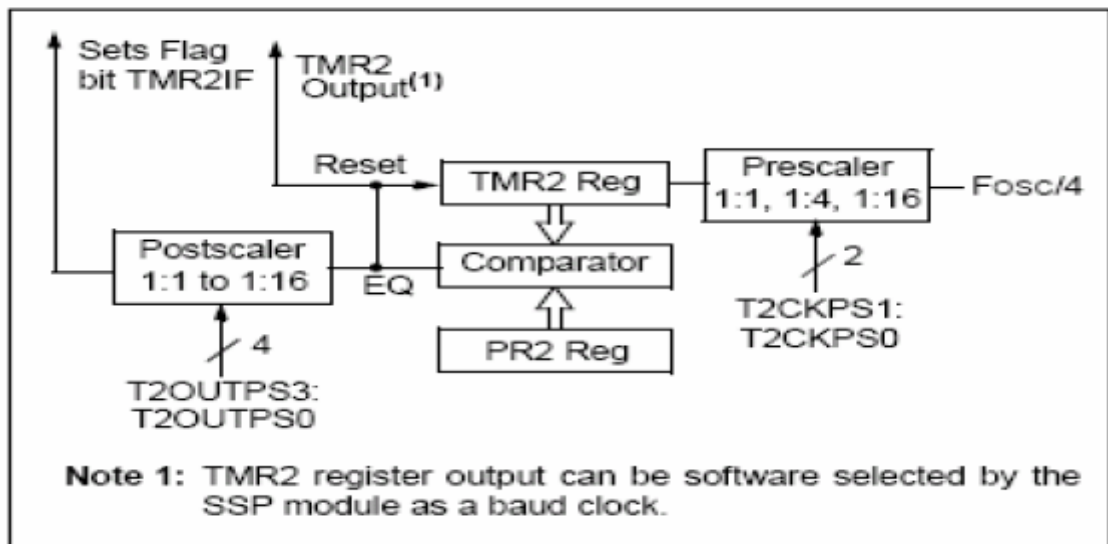 Sets Flag
bit TMR2IF
TMR2
Output(1)
Reset
TMR2 Reg
Prescaler
1:1, 1:4, 1:16
Fosc/4
Postscaler
1:1 to 1:16
EQ
Comparator
2
T2CKPS1:
T2CKPS0
4
PR2 Reg
T2OUTPS3:
T2OUTPS0
Note 1: TMR2 register output can be software selected by the
SSP module as a baud clock.